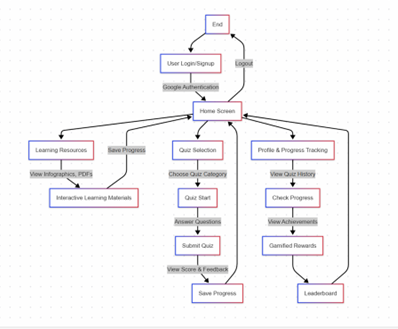 End
User Login/Signup
Logout
Google Authentication
Home Screen
Learning Resources
Save Progress
Quiz Selection
Profile & Progress Tracking
View Infographics, PDFs
Choose Quiz Category
View Quiz History
Interactive Learning Materials
Quiz Start
Check Progress
Answer Questions
View Achievements
Submit Quiz
Gamified Rewards
View Score & Feedback
Save Progress
Leaderboard